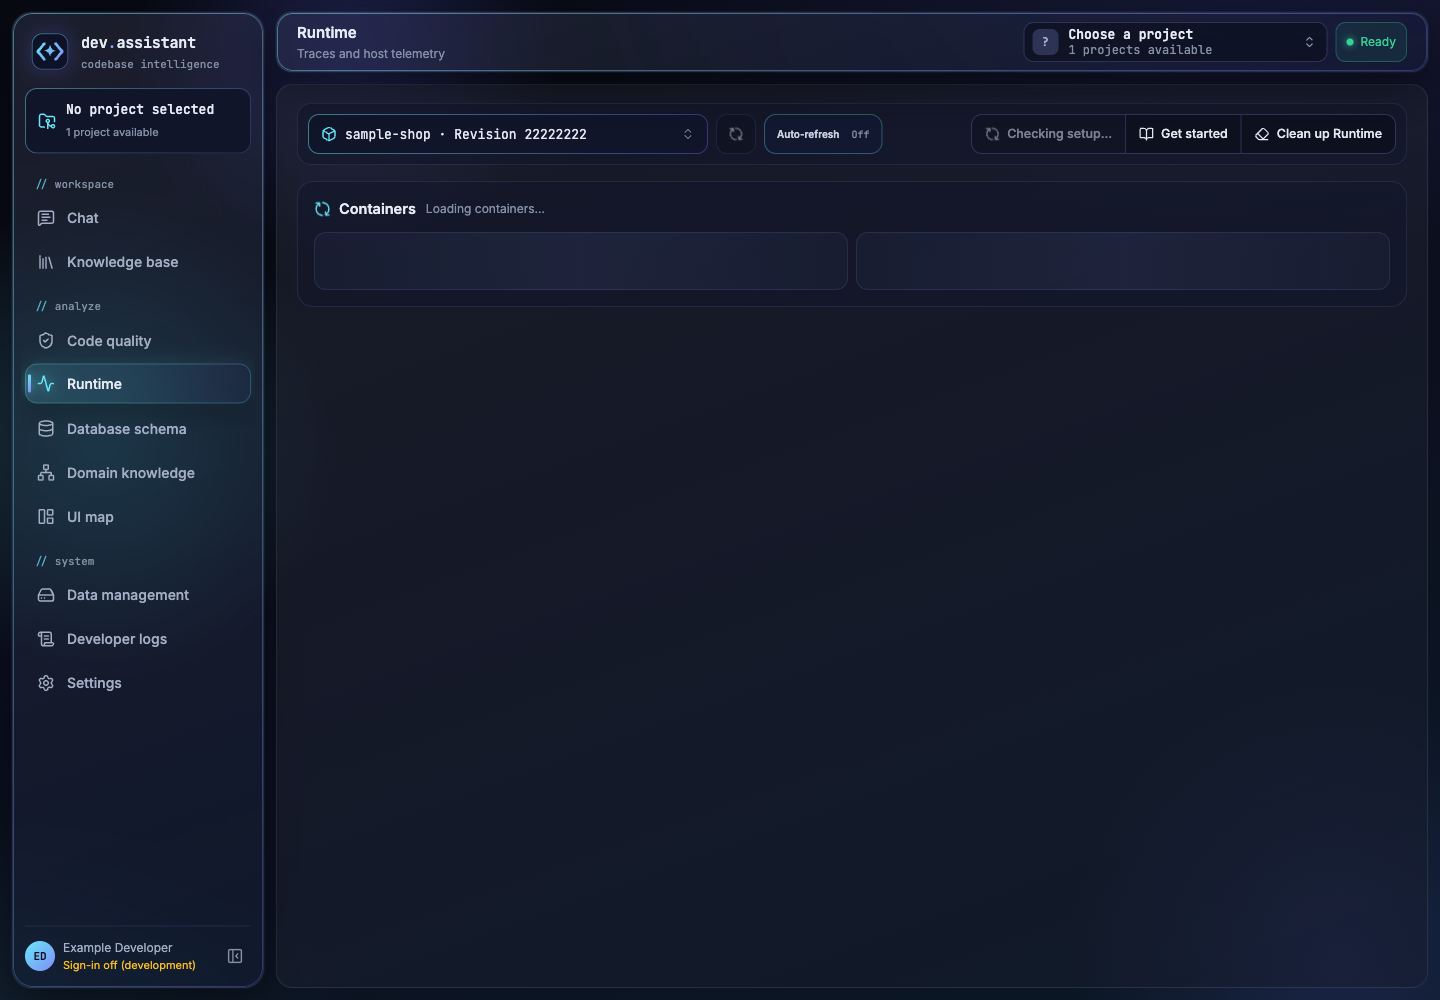 dev.assistant
codebase intelligence
No project selected
1 project available
// workspace
Chat
Knowledge base
// analyze
Code quality
Runtime
Database schema
Domain knowledge
UI map
// system
Data management
Developer logs
Settings
ED
Example Developer
Sign-in off (development)
Runtime
Traces and host telemetry
?
Choose a project
1 projects available
Ready
sample-shop · Revision 22222222
Auto-refresh Off
Checking setup...
Get started
Clean up Runtime
Containers Loading containers...